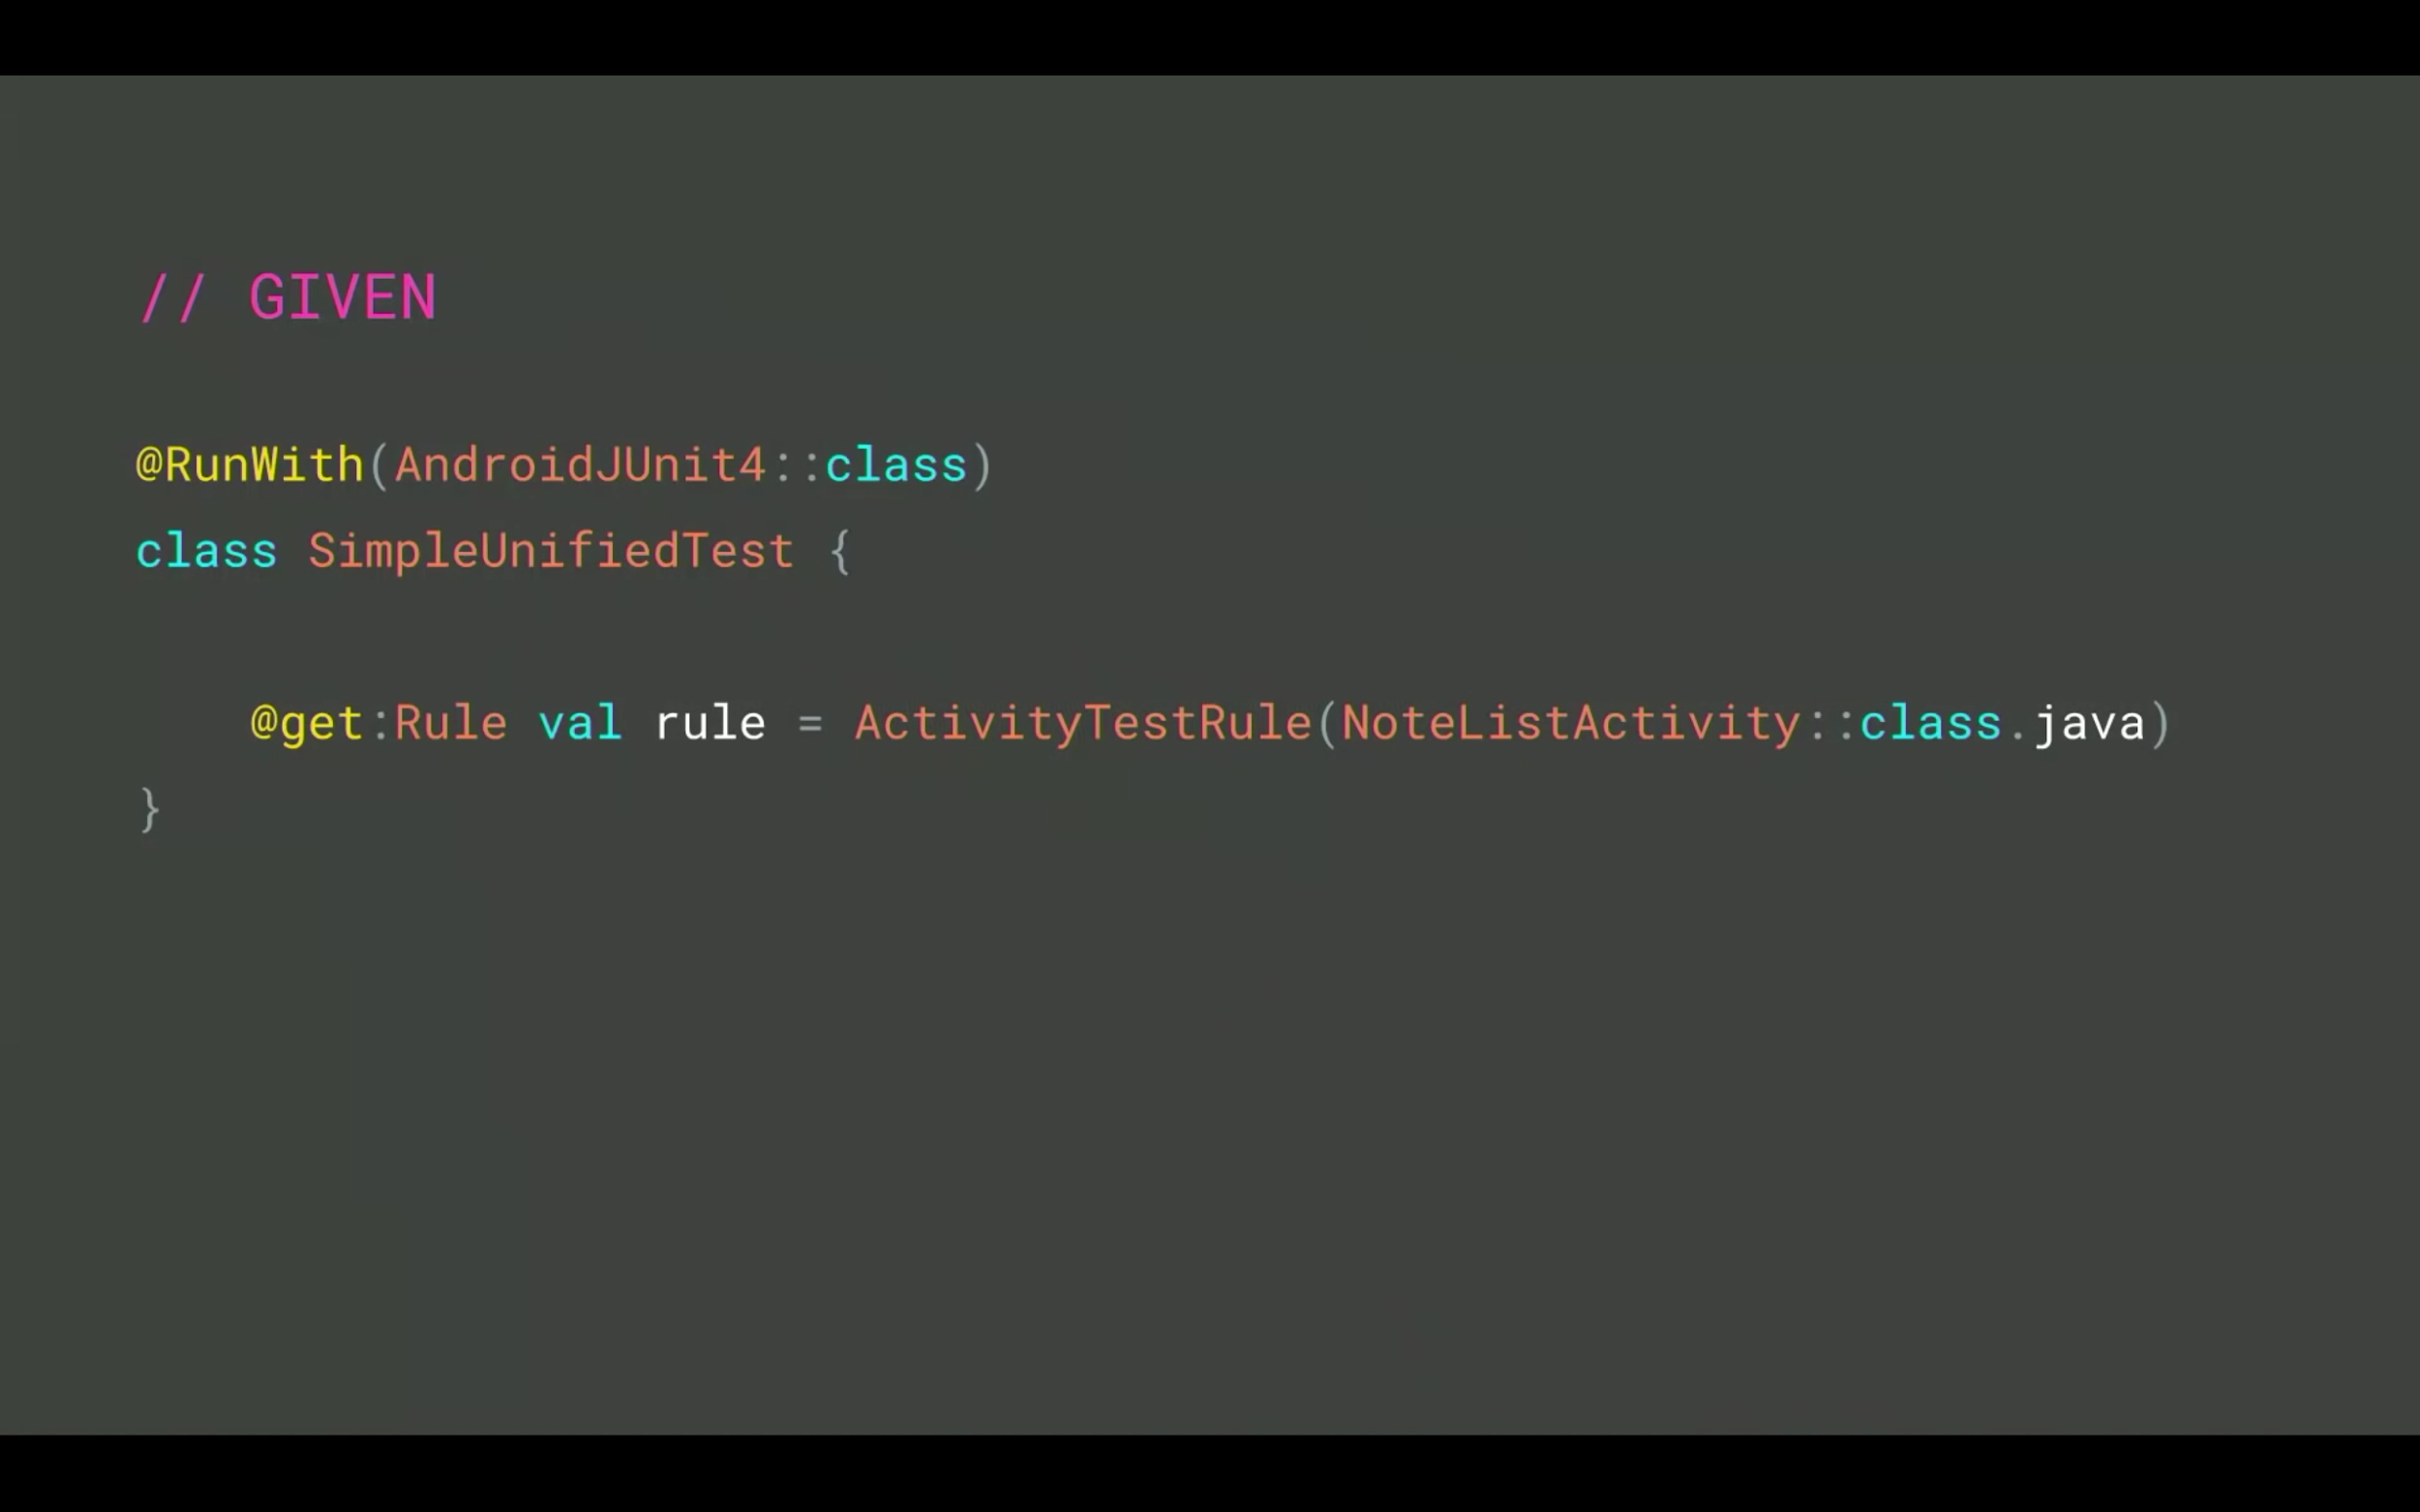 // GIVEN
@RunWith(AndroidJUnit4::class)
class SimpleUnifiedTest {
@get:Rule val rule = ActivityTestRule(NoteListActivity::class.java)
}